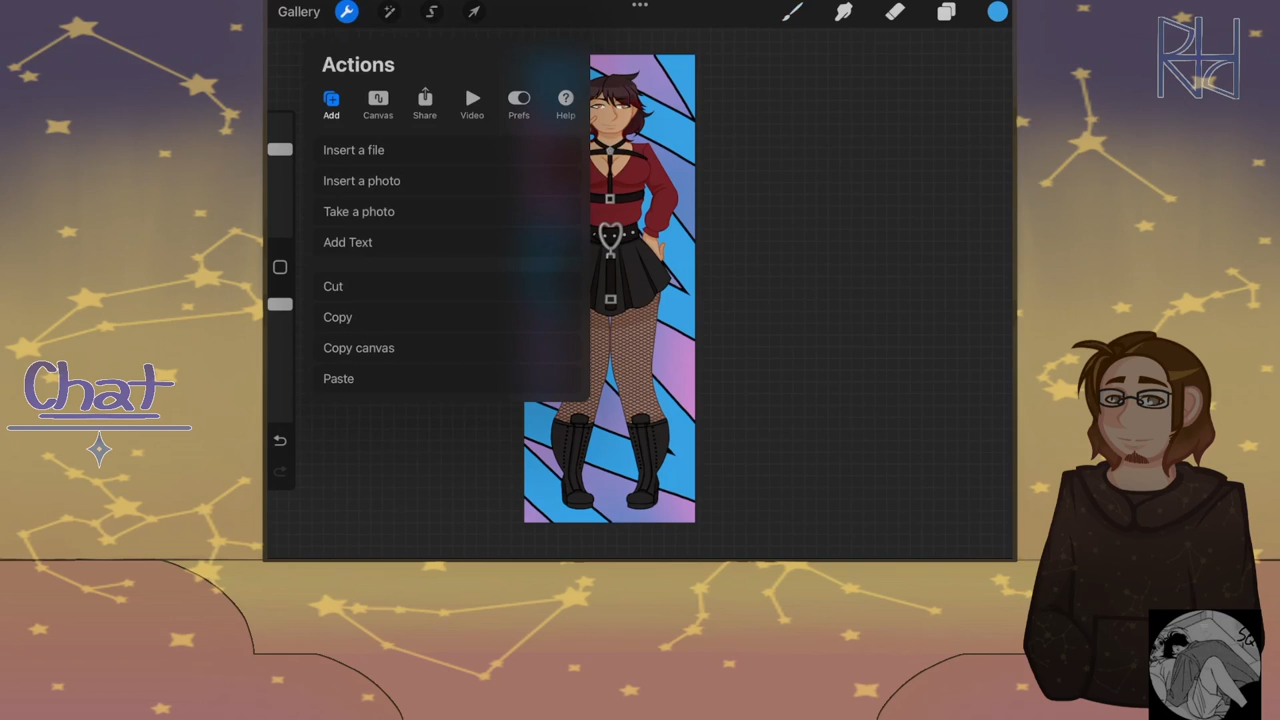 Gallery
Actions
Add Canvas Share Video Prefs Help
Insert a file
Insert a photo
Take a photo
Add Text
Cut
Copy
Copy canvas
Paste
Chat